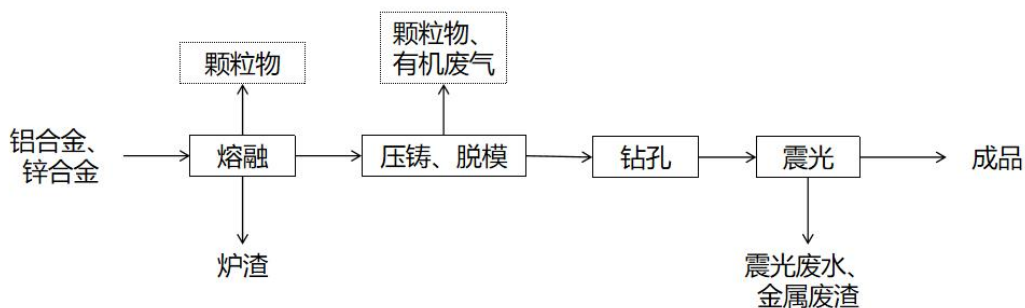 颗粒物
颗粒物、
有机废气
铝合金、
锌合金
熔融
压铸、脱模
钻孔
震光
成品
炉渣
震光废水、
金属废渣